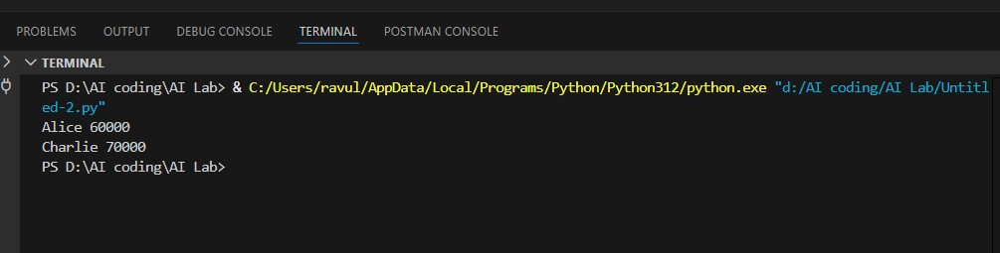 PROBLEMS OUTPUT DEBUG CONSOLE TERMINAL POSTMAN CONSOLE
TERMINAL
PS D:\AI coding\AI Lab> & C:/Users/ravul/AppData/Local/Programs/Python/Python312/python.exe "d:/AI coding/AI Lab/Untitl
ed-2.py"
Alice 60000
Charlie 70000
PS D:\AI coding\AI Lab>